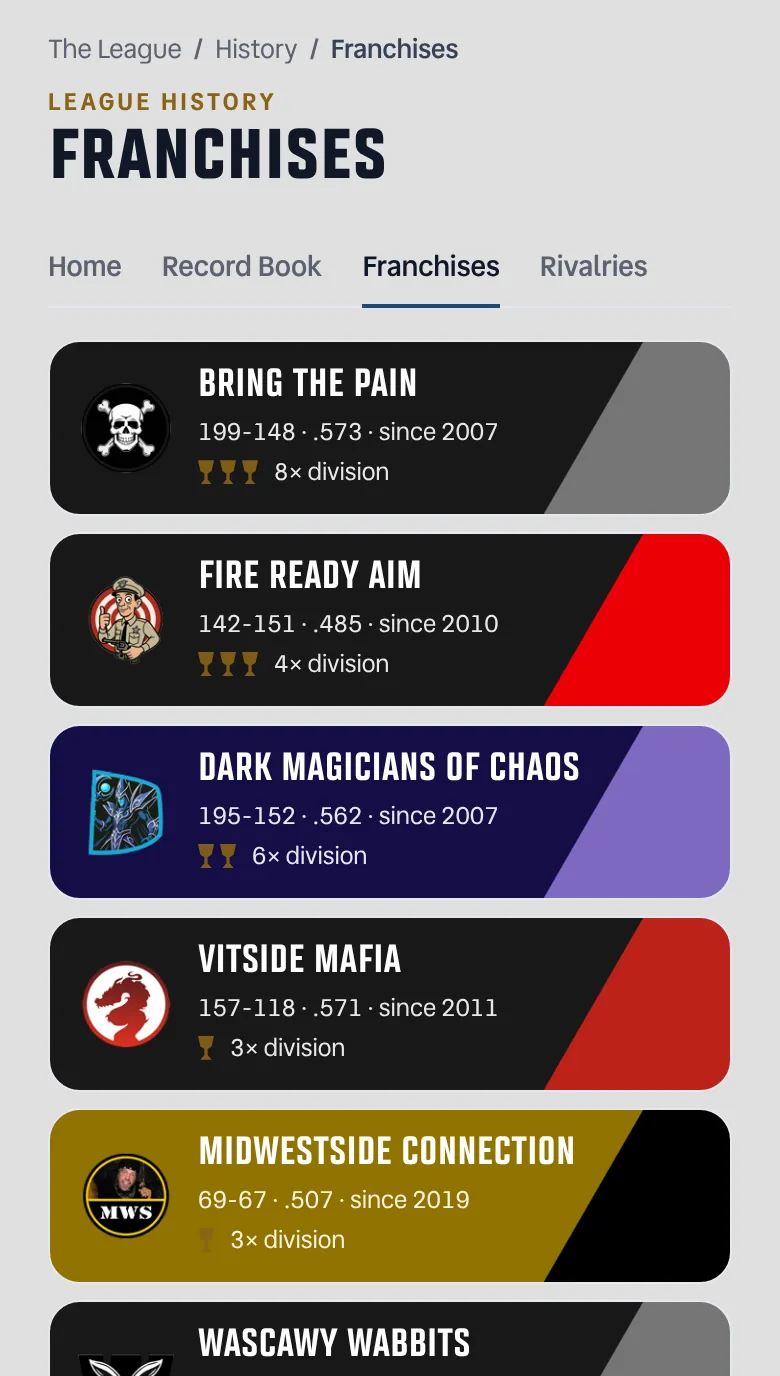 The League / History / Franchises
LEAGUE HISTORY
FRANCHISES
Home Record Book Franchises Rivalries
BRING THE PAIN
199-148 · .573 · since 2007
8× division
FIRE READY AIM
142-151 · .485 · since 2010
4× division
DARK MAGICIANS OF CHAOS
195-152 · .562 · since 2007
6× division
VITSIDE MAFIA
157-118 · .571 · since 2011
3× division
MIDWESTSIDE CONNECTION
69-67 · .507 · since 2019
MWS
3× division
WASCAWY WABBITS